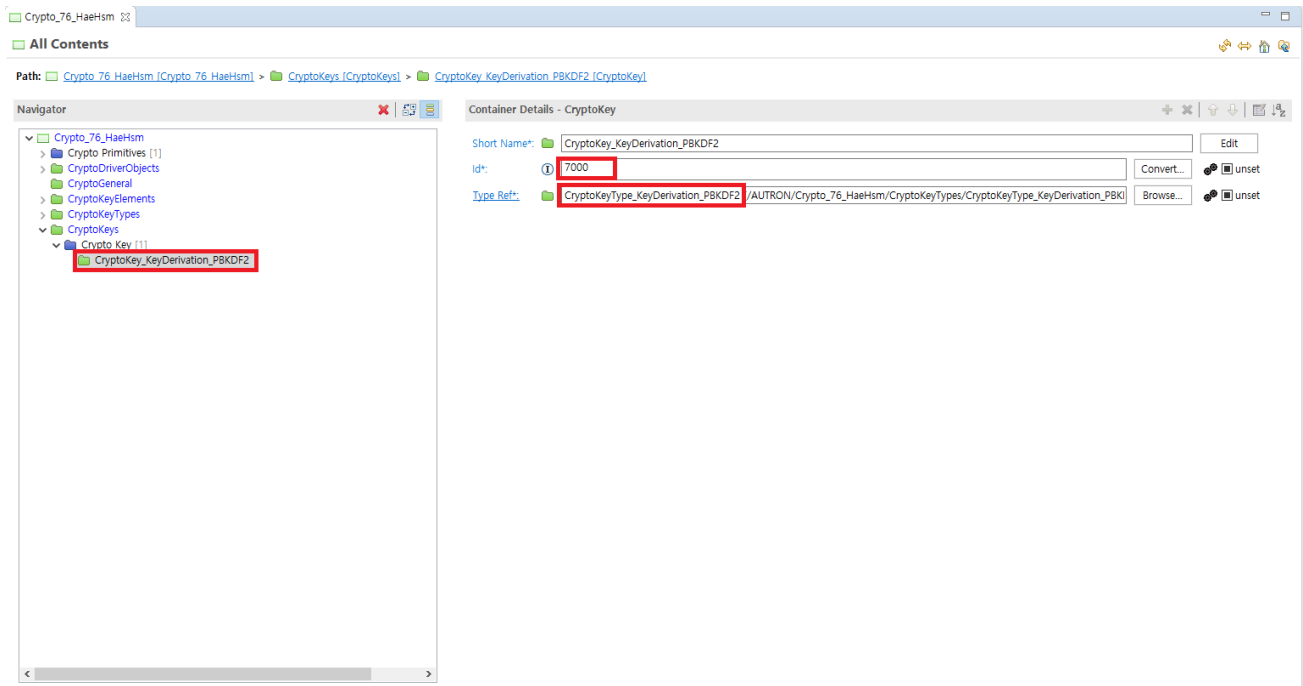 Crypto_76_HaeHsm
All Contents
Path: Crypto_76_HaeHsm [Crypto_76_HaeHsm] > CryptoKeys [CryptoKeys] > CryptoKey_KeyDerivation_PBKDF2 [CryptoKey]
Navigator
Crypto_76_HaeHsm
Crypto Primitives [1]
CryptoDriverObjects
CryptoGeneral
CryptoKeyElements
CryptoKeyTypes
CryptoKeys
Crypto Key [1]
CryptoKey_KeyDerivation_PBKDF2
Container Details - CryptoKey
Short Name*: CryptoKey_KeyDerivation_PBKDF2 Edit
Id*: 7000 Convert... unset
Type Ref*: CryptoKeyType_KeyDerivation_PBKDF2 /AUTRON/Crypto_76_HaeHsm/CryptoKeyTypes/CryptoKeyType_KeyDerivation_PBK Browse... unset